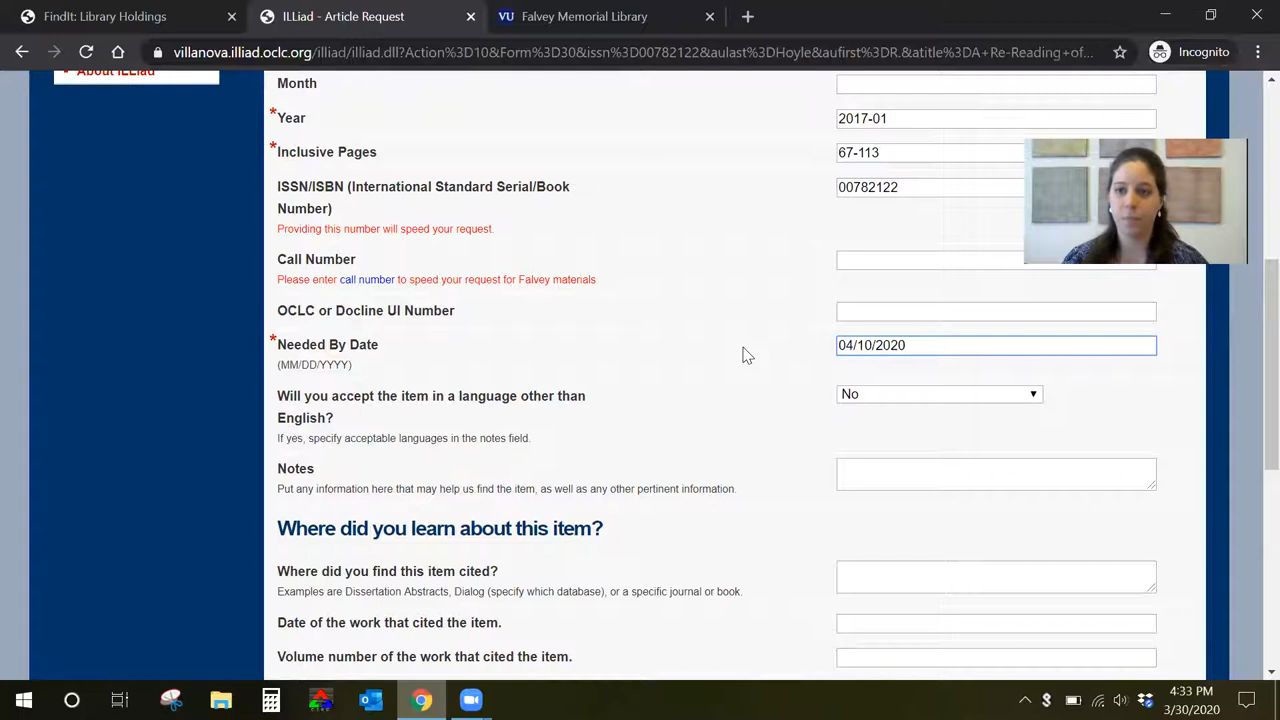 FindIt: Library Holdings
ILLiad - Article Request
VU Falvey Memorial Library
villanova.illiad.oclc.org/illiad/illiad.dll?Action%3D10&Form%3D30&issn%3D00782122&aulast%3DHoyle&aufirst%3DR.&atitle%3DA+Re-Reading+of...
Incognito
About ILLiad
Month
* Year
2017-01
* Inclusive Pages
67-113
ISSN/ISBN (International Standard Serial/Book
Number)
00782122
Providing this number will speed your request.
Call Number
Please enter call number to speed your request for Falvey materials
OCLC or Docline UI Number
* Needed By Date
04/10/2020
(MM/DD/YYYY)
Will you accept the item in a language other than
English?
No
If yes, specify acceptable languages in the notes field.
Notes
Put any information here that may help us find the item, as well as any other pertinent information.
Where did you learn about this item?
Where did you find this item cited?
Examples are Dissertation Abstracts, Dialog (specify which database), or a specific journal or book.
Date of the work that cited the item.
Volume number of the work that cited the item.
4:33 PM
3/30/2020